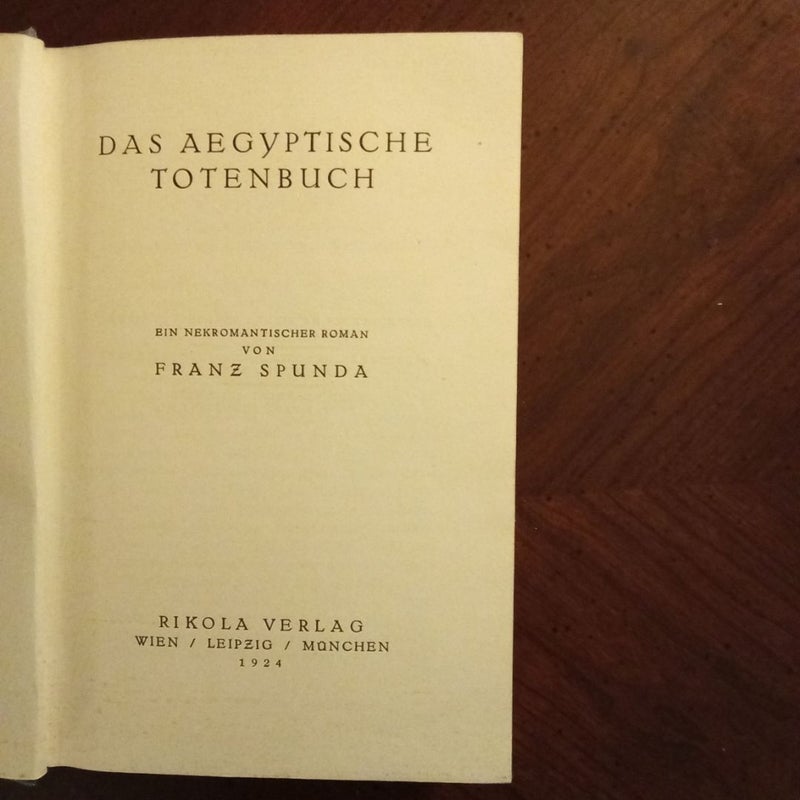 DAS AEGYPTISCHE
TOTENBUCH
EIN NEKROMANTISCHER ROMAN
VON
FRANZ SPUNDA
RIKOLA VERLAG
WIEN / LEIPZIG / MÜNCHEN
1924